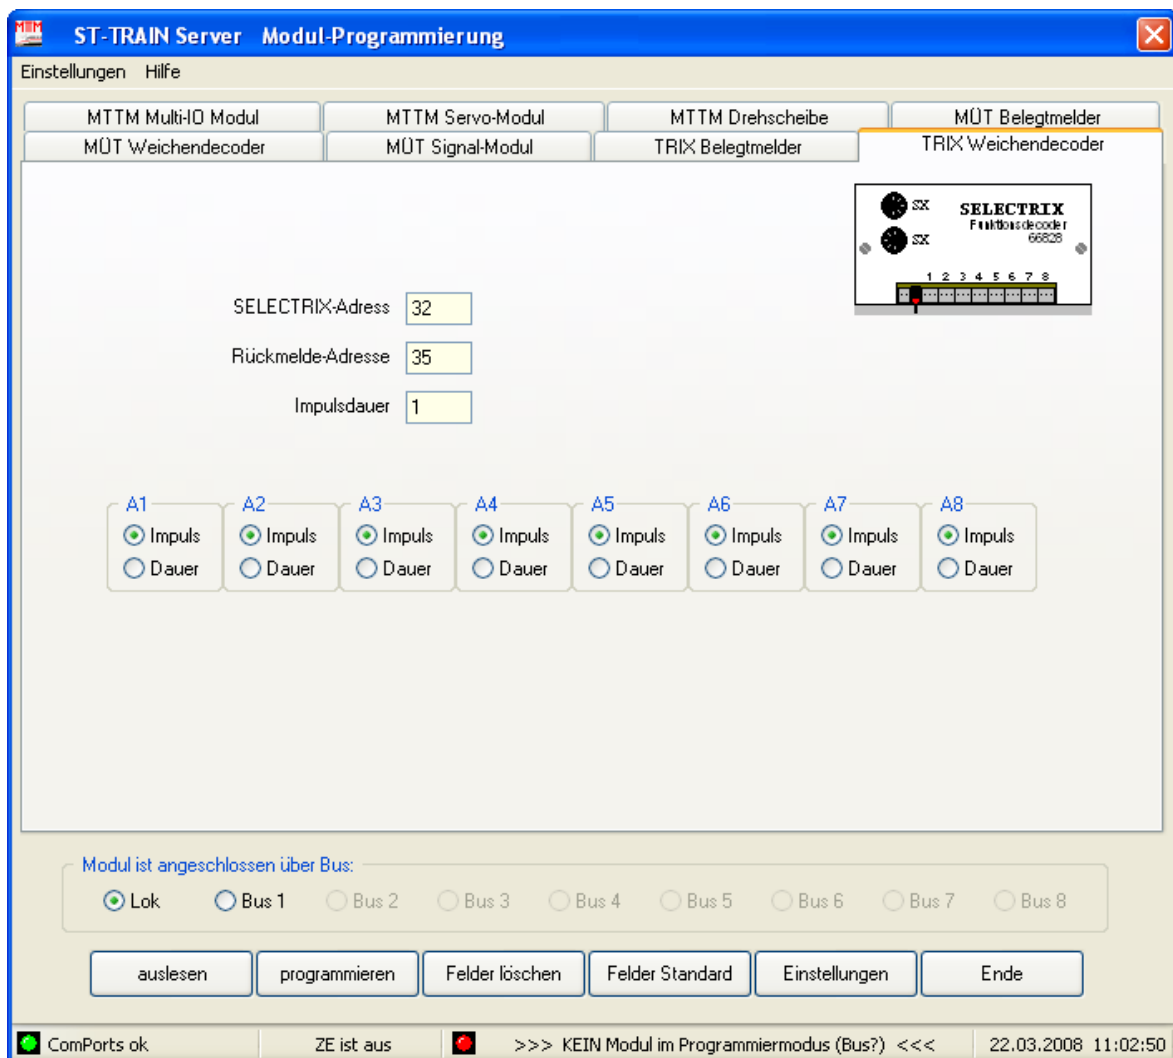 MTTM
ST-TRAIN Server Modul-Programmierung
Einstellungen Hilfe
MTTM Multi-IO Modul MTTM Servo-Modul MTTM Drehscheibe MÜT Belegtmelder
MÜT Weichendecoder MÜT Signal-Modul TRIX Belegtmelder TRIX Weichendecoder
SX SELECTRIX
Funktionsdecoder
SX 66828
1 2 3 4 5 6 7 8
SELECTRIX-Adress 32
Rückmelde-Adresse 35
Impulsdauer 1
A1 A2 A3 A4 A5 A6 A7 A8
Impuls Impuls Impuls Impuls Impuls Impuls Impuls Impuls
Dauer Dauer Dauer Dauer Dauer Dauer Dauer Dauer
Modul ist angeschlossen über Bus:
Lok Bus 1 Bus 2 Bus 3 Bus 4 Bus 5 Bus 6 Bus 7 Bus 8
auslesen programmieren Felder löschen Felder Standard Einstellungen Ende
ComPorts ok ZE ist aus >>> KEIN Modul im Programmiermodus (Bus?) <<< 22.03.2008 11:02:50